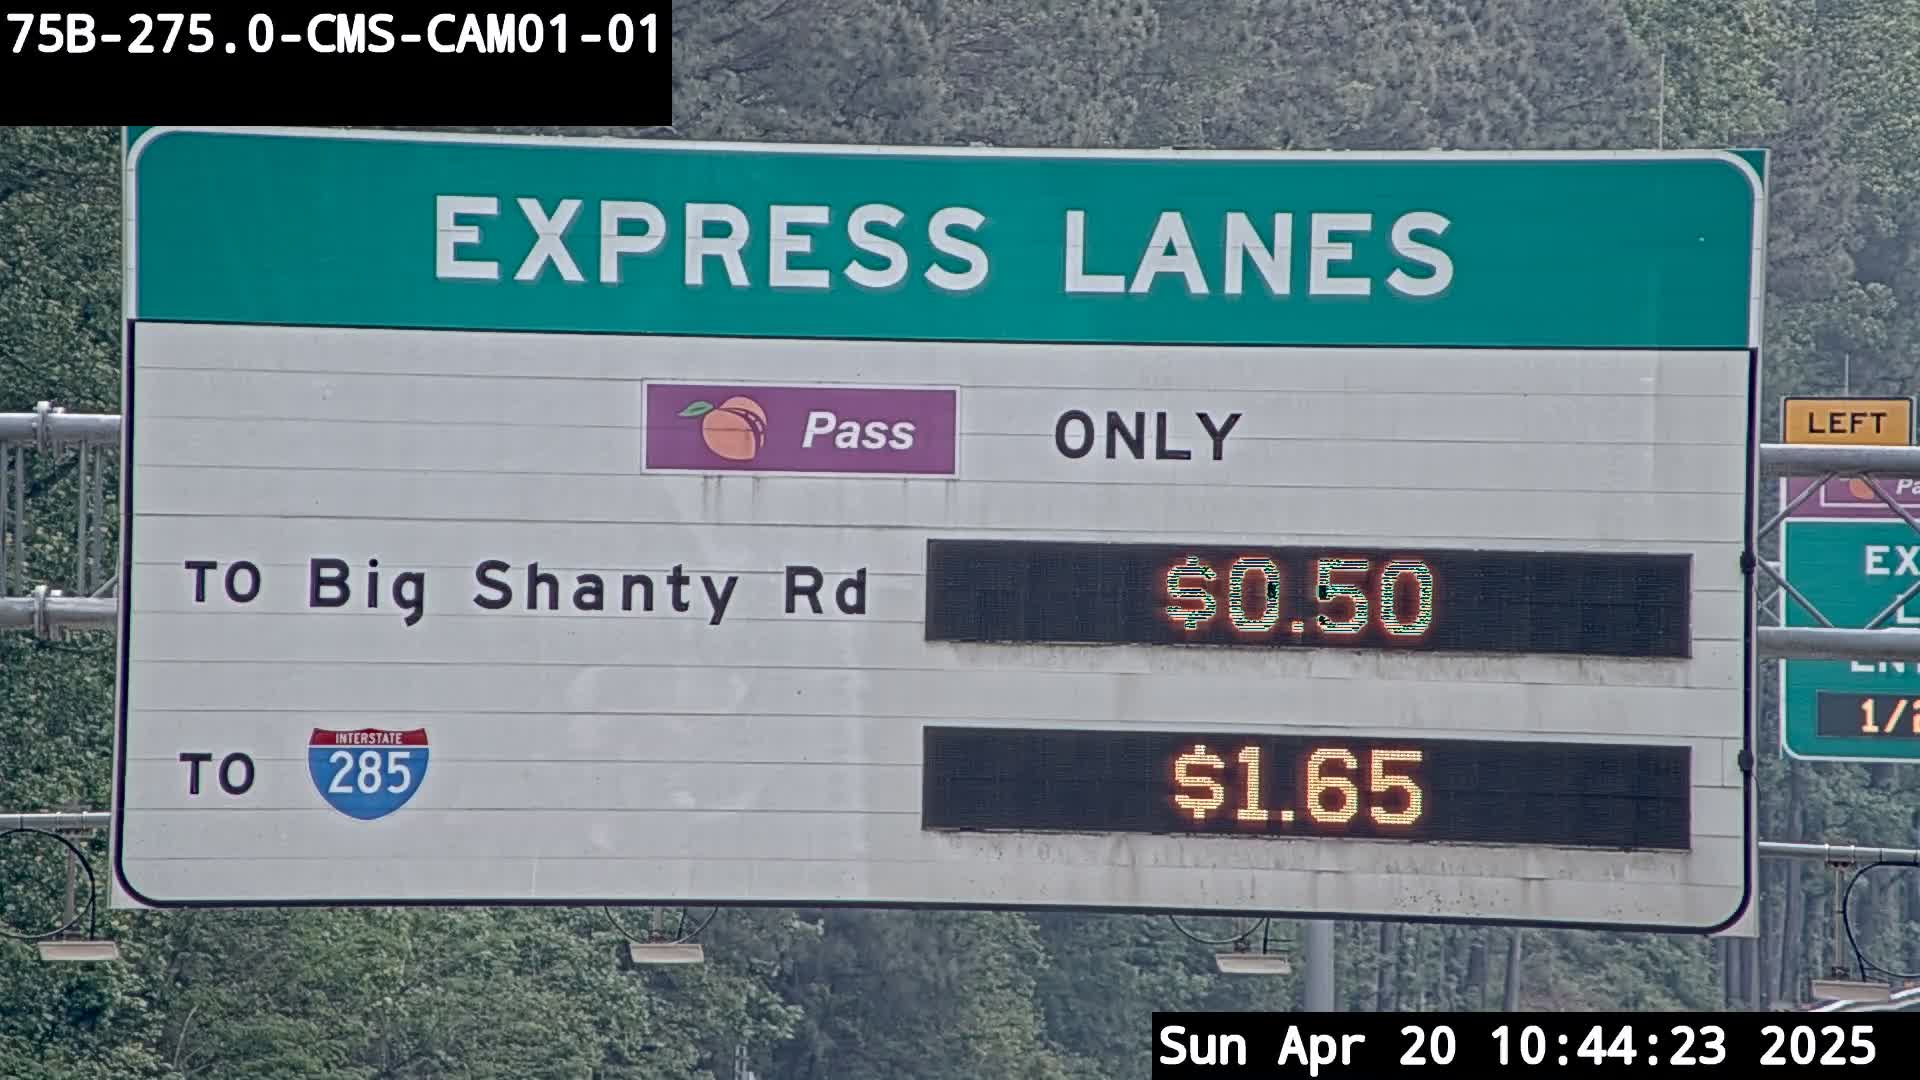 75B-275.0-CMS-CAM01-01
EXPRESS LANES
Pass ONLY
TO Big Shanty Rd $0.50
TO INTERSTATE 285 $1.65
LEFT
Sun Apr 20 10:44:23 2025